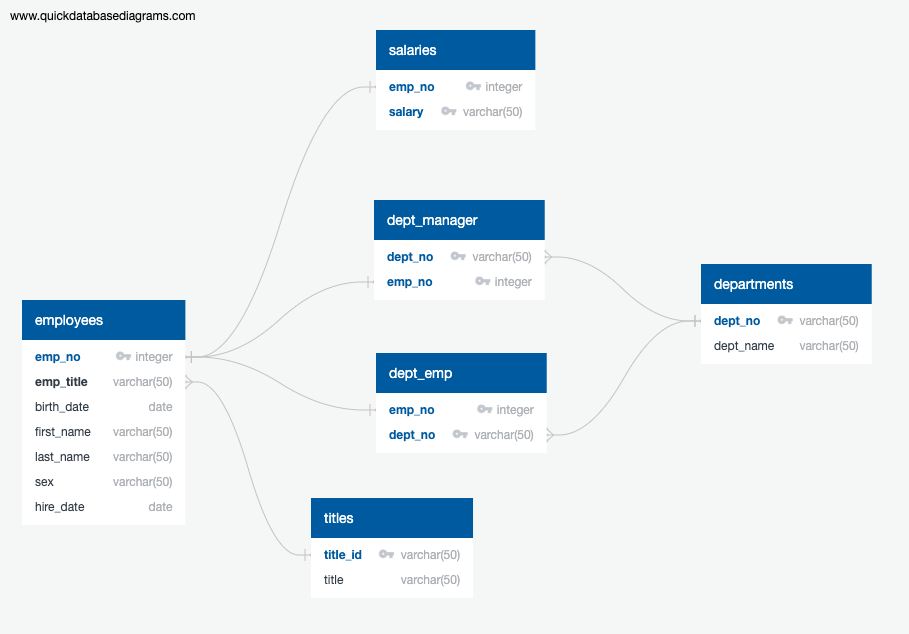 www.quickdatabasediagrams.com
salaries
emp_no integer
salary varchar(50)
dept_manager
dept_no varchar(50)
emp_no integer
departments
dept_no varchar(50)
dept_name varchar(50)
employees
emp_no integer
emp_title varchar(50)
birth_date date
first_name varchar(50)
last_name varchar(50)
sex varchar(50)
hire_date date
dept_emp
emp_no integer
dept_no varchar(50)
titles
title_id varchar(50)
title varchar(50)